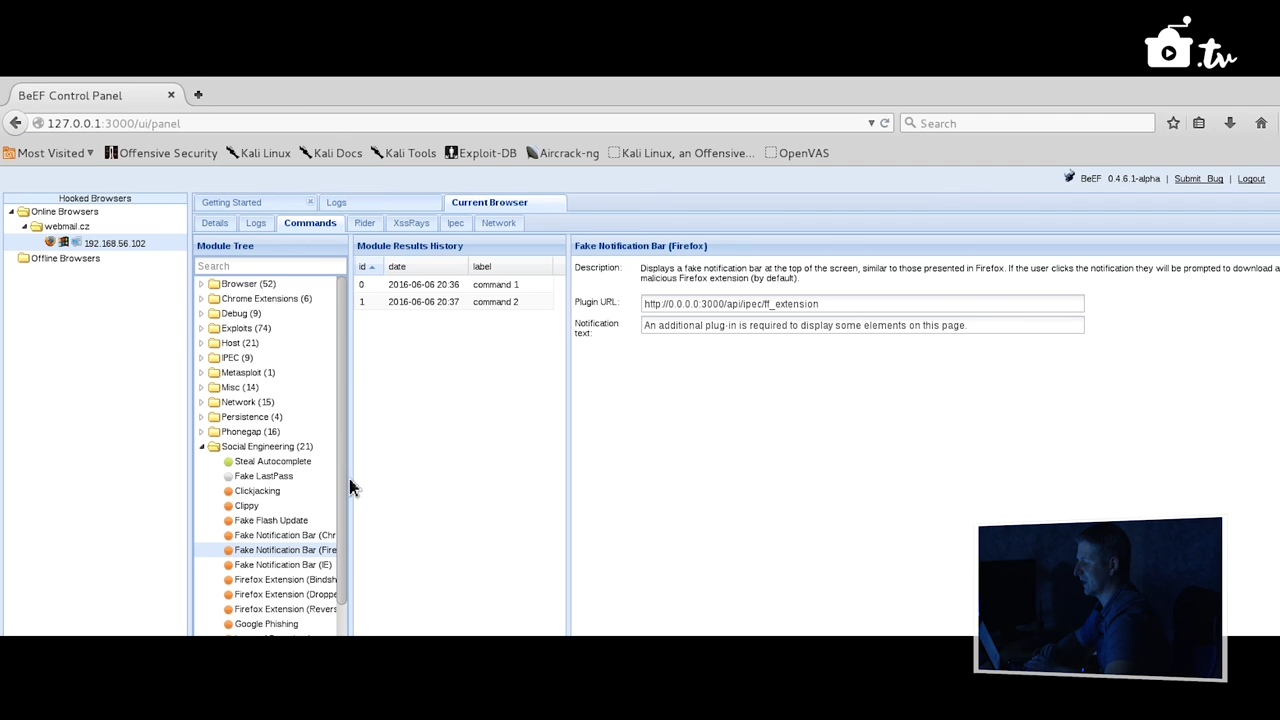 .tv
BeEF Control Panel
127.0.0.1:3000/ui/panel
Search
Most Visited
Offensive Security
Kali Linux
Kali Docs
Kali Tools
Exploit-DB
Aircrack-ng
Kali Linux, an Offensive...
OpenVAS
BeEF 0.4.6.1-alpha | Submit Bug | Logout
Hooked Browsers
Online Browsers
webmail.cz
192.168.56.102
Offline Browsers
Getting Started
Logs
Current Browser
Details
Logs
Commands
Rider
XssRays
Ipec
Network
Module Tree
Search
Browser (52)
Chrome Extensions (6)
Debug (9)
Exploits (74)
Host (21)
IPEC (9)
Metasploit (1)
Misc (14)
Network (15)
Persistence (4)
Phonegap (16)
Social Engineering (21)
Steal Autocomplete
Fake LastPass
Clickjacking
Clippy
Fake Flash Update
Fake Notification Bar (Chr
Fake Notification Bar (Fire
Fake Notification Bar (IE)
Firefox Extension (Bindsh
Firefox Extension (Droppe
Firefox Extension (Revers
Google Phishing
Module Results History
id date label
0 2016-06-06 20:36 command 1
1 2016-06-06 20:37 command 2
Fake Notification Bar (Firefox)
Description: Displays a fake notification bar at the top of the screen, similar to those presented in Firefox. If the user clicks the notification they will be prompted to download a
malicious Firefox extension (by default).
Plugin URL: http://0.0.0.0:3000/api/ipec/ff_extension
Notification text: An additional plug-in is required to display some elements on this page.